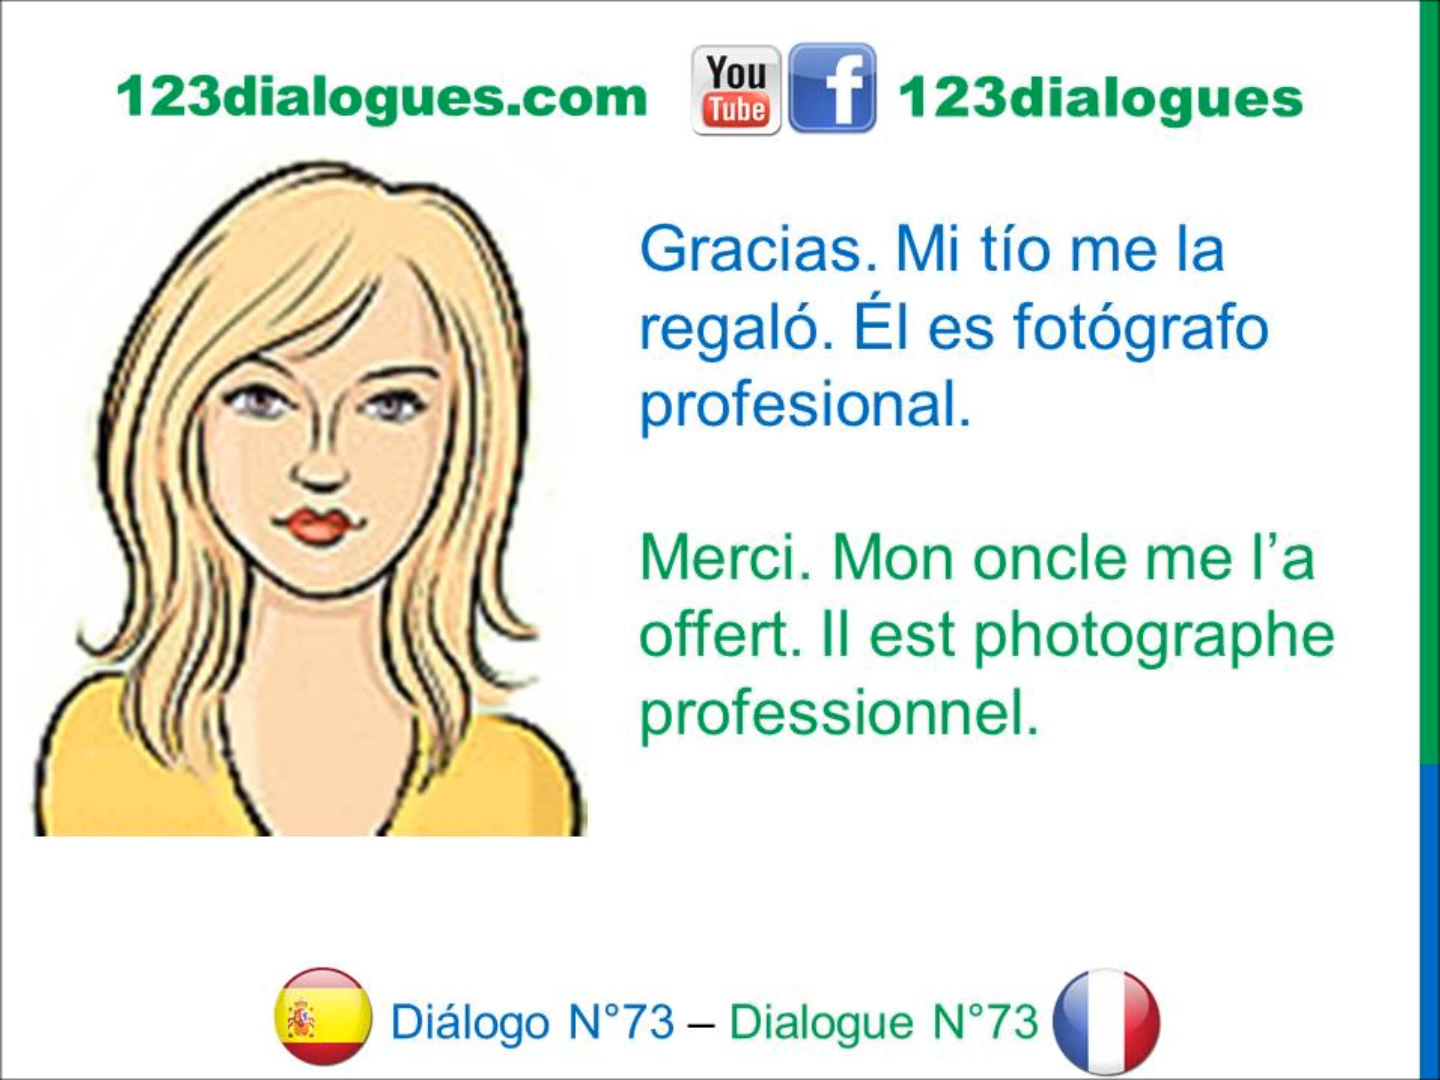 123dialogues.com You Tube f 123dialogues
Gracias. Mi tío me la
regaló. Él es fotógrafo
profesional.
Merci. Mon oncle me l’a
offert. Il est photographe
professionnel.
Diálogo N°73 – Dialogue N°73